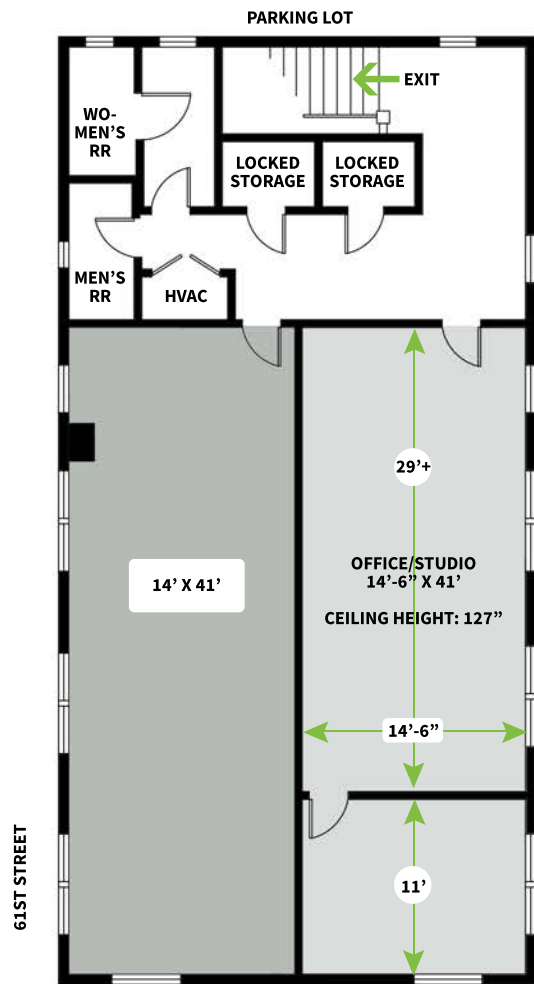 PARKING LOT
EXIT
WO-
MEN’S
RR
LOCKED
STORAGE
LOCKED
STORAGE
MEN’S
RR
HVAC
29’+
OFFICE/STUDIO
14’-6” X 41’
CEILING HEIGHT: 127”
14’ X 41’
14’-6”
11’
61ST STREET